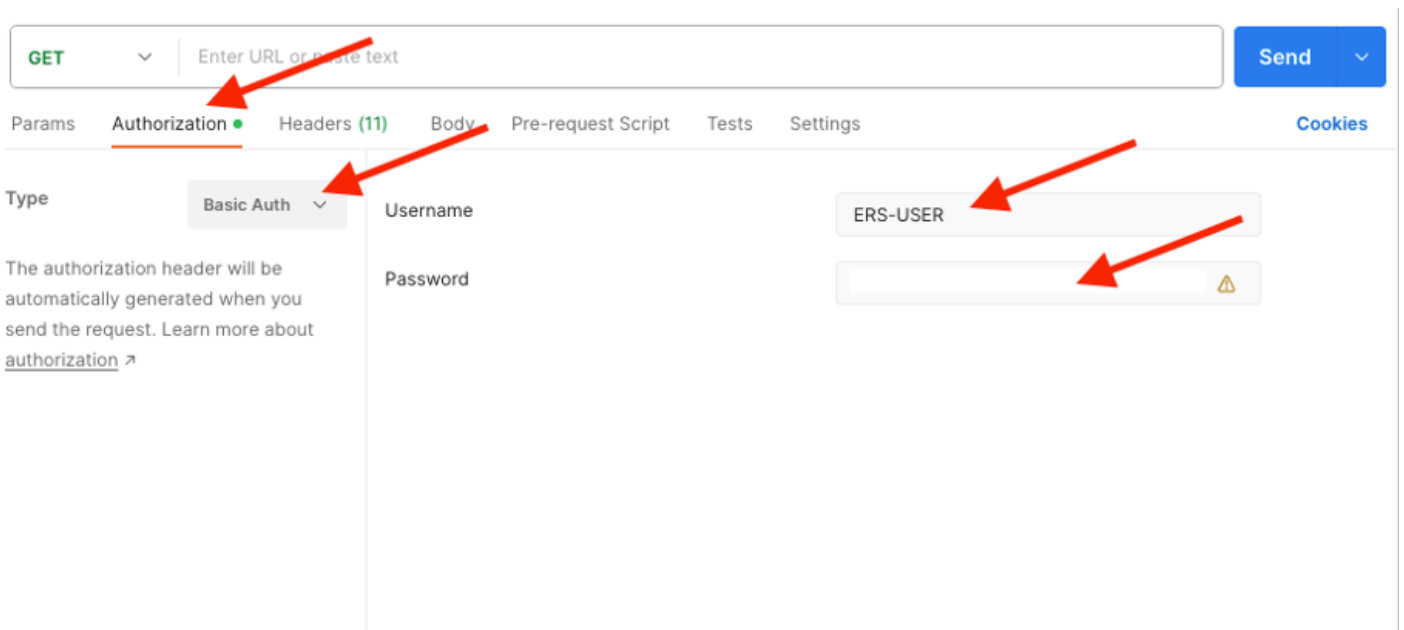 GET Enter URL or paste text Send
Params Authorization Headers (11) Body Pre-request Script Tests Settings Cookies
Type Basic Auth
The authorization header will be
automatically generated when you
send the request. Learn more about
authorization ↗
Username ERS-USER
Password